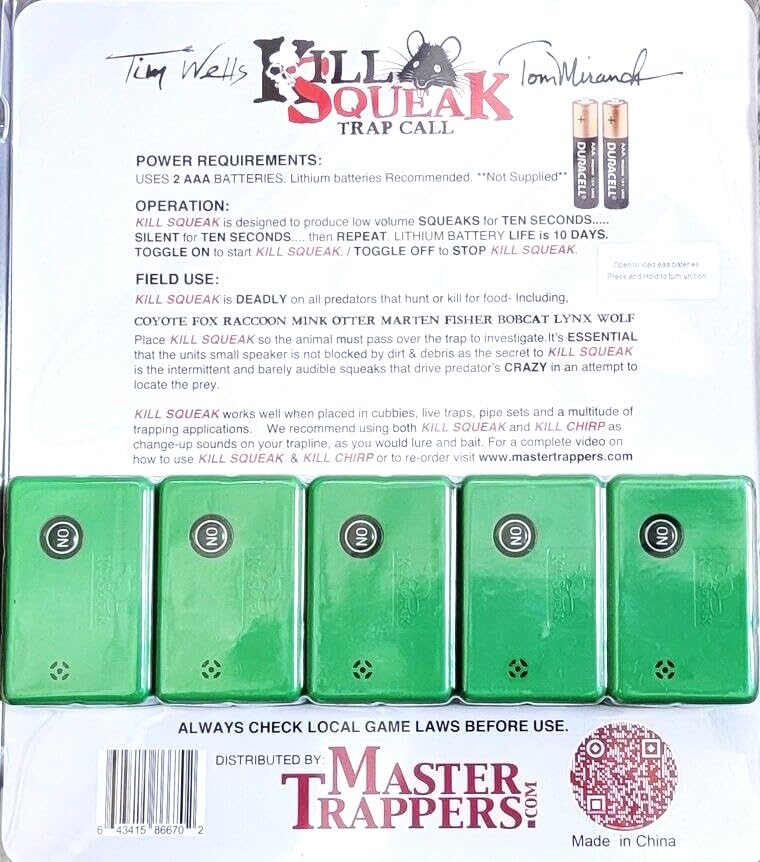 Tim Wells
KILL
SQUEAK
TRAP CALL
Tom Miranda
DURACELL
DURACELL
POWER REQUIREMENTS:
USES 2 AAA BATTERIES. Lithium batteries Recommended. **Not Supplied**
OPERATION:
KILL SQUEAK is designed to produce low volume SQUEAKS for TEN SECONDS.....
SILENT for TEN SECONDS.... then REPEAT. LITHIUM BATTERY LIFE is 10 DAYS.
TOGGLE ON to start KILL SQUEAK. / TOGGLE OFF to STOP KILL SQUEAK.
Open to load aaa bateries
Press and Hold to turn unit on
FIELD USE:
KILL SQUEAK is DEADLY on all predators that hunt or kill for food- Including,
COYOTE FOX RACCOON MINK OTTER MARTEN FISHER BOBCAT LYNX WOLF
Place KILL SQUEAK so the animal must pass over the trap to investigate.It's ESSENTIAL
that the units small speaker is not blocked by dirt & debris as the secret to KILL SQUEAK
is the intermittent and barely audible squeaks that drive predator's CRAZY in an attempt to
locate the prey.
KILL SQUEAK works well when placed in cubbies, live traps, pipe sets and a multitude of
trapping applications. We recommend using both KILL SQUEAK and KILL CHIRP as
change-up sounds on your trapline, as you would lure and bait. For a complete video on
how to use KILL SQUEAK & KILL CHIRP or to re-order visit www.mastertrappers.com
ON
ON
ON
ON
ON
ALWAYS CHECK LOCAL GAME LAWS BEFORE USE.
DISTRIBUTED BY:
MASTER
TRAPPERS.COM
6 43415 86670 2
Made in China